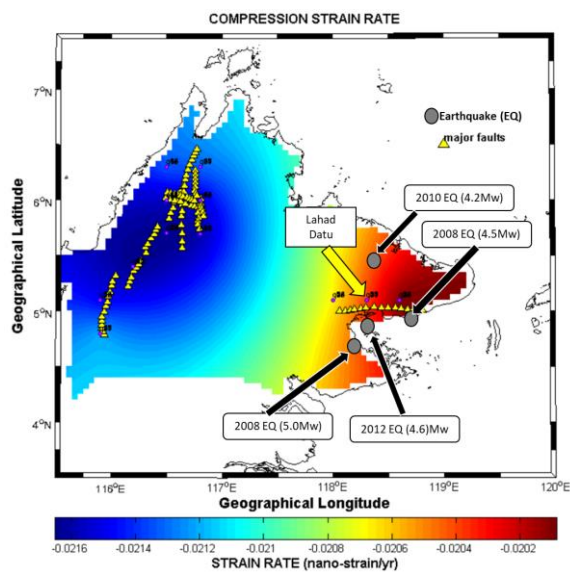 COMPRESSION STRAIN RATE
7°N
Earthquake (EQ)
major faults
6°N
2010 EQ (4.2Mw)
Lahad
Datu
2008 EQ (4.5Mw)
5°N
2008 EQ (5.0Mw)
2012 EQ (4.6)Mw
4°N
Geographical Latitude
116°E
117°E
118°E
119°E
120°E
Geographical Longitude
-0.0216
-0.0214
-0.0212
-0.021
-0.0208
-0.0206
-0.0204
-0.0202
STRAIN RATE (nano-strain/yr)